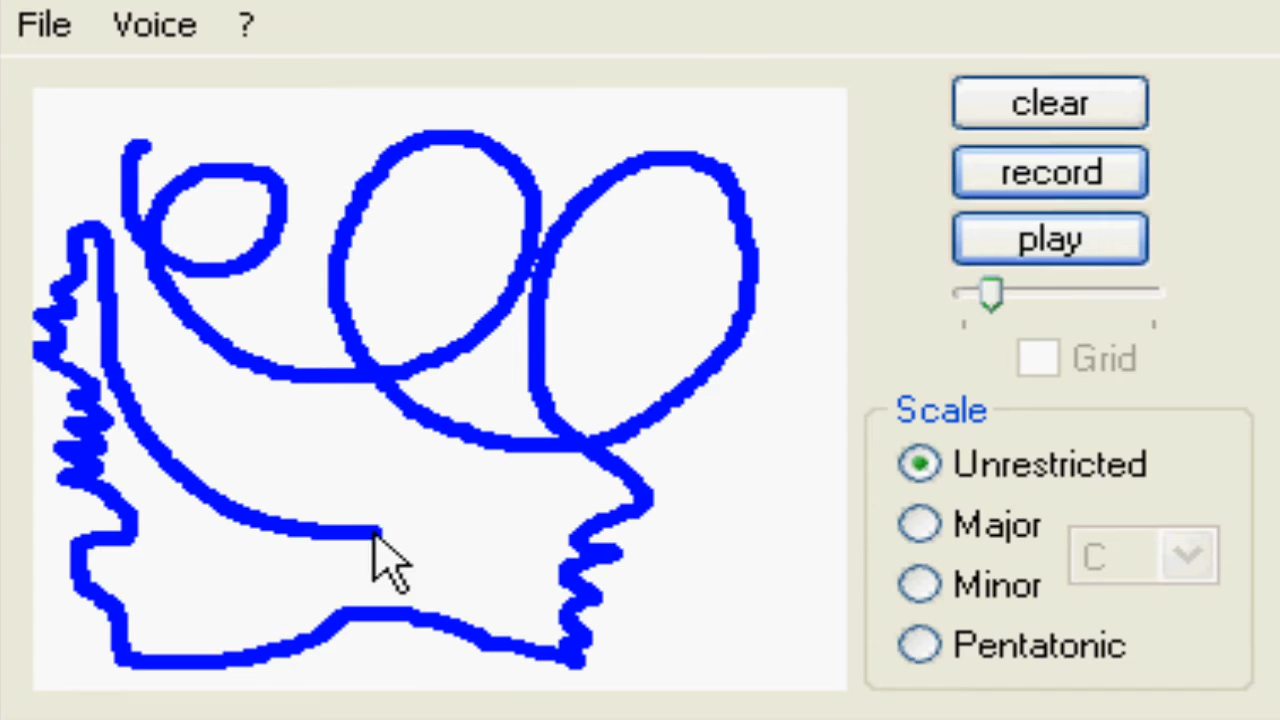 File Voice ?
clear
record
play
Grid
Scale
Unrestricted
Major
C
Minor
Pentatonic